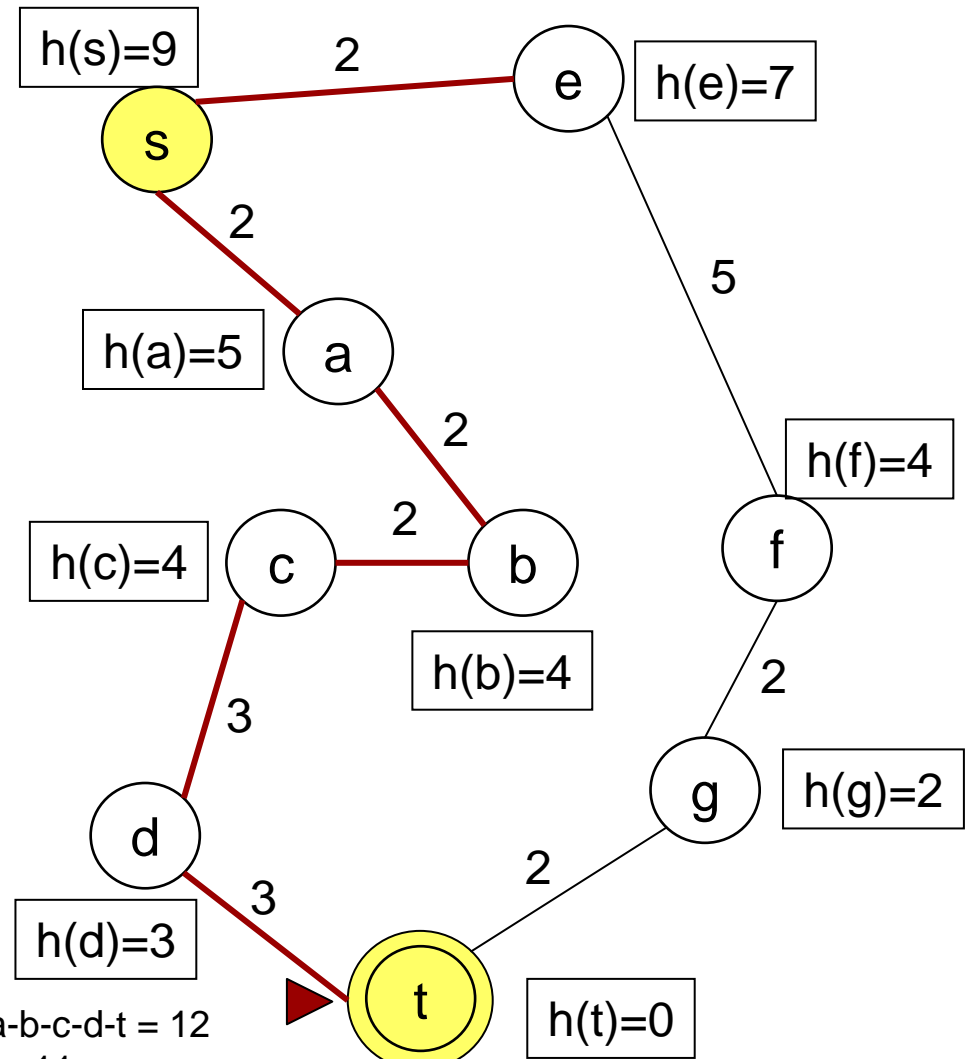 h(s)=9
2
e
h(e)=7
s
2
5
h(a)=5
a
2
h(f)=4
2
h(c)=4
c
b
f
h(b)=4
2
3
g
h(g)=2
d
2
3
h(d)=3
t
h(t)=0
a-b-c-d-t = 12